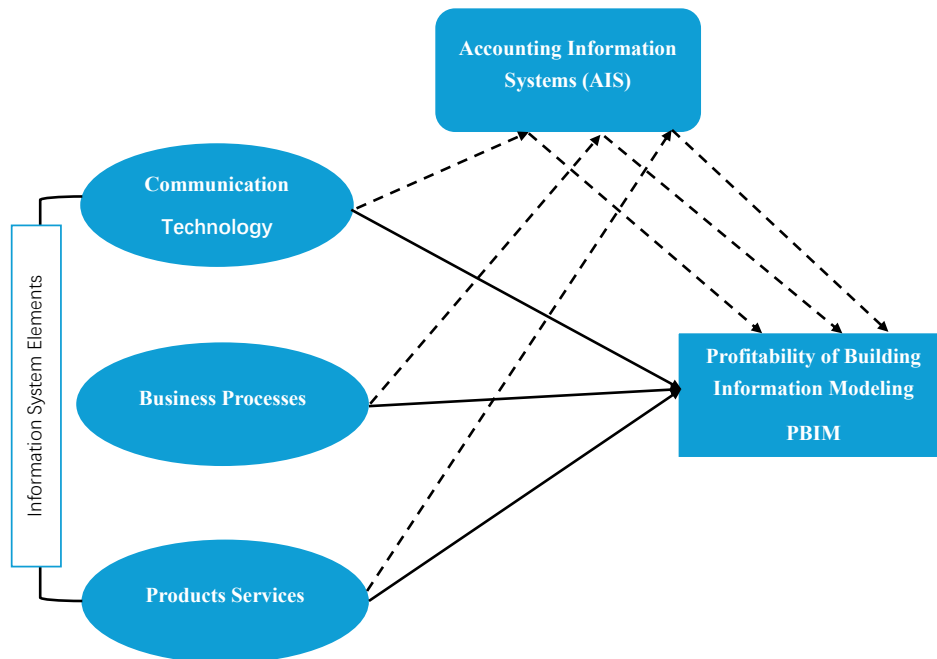 Accounting Information
Systems (AIS)
Communication
Technology
Information System Elements
Business Processes
Profitability of Building
Information Modeling
PBIM
Products Services